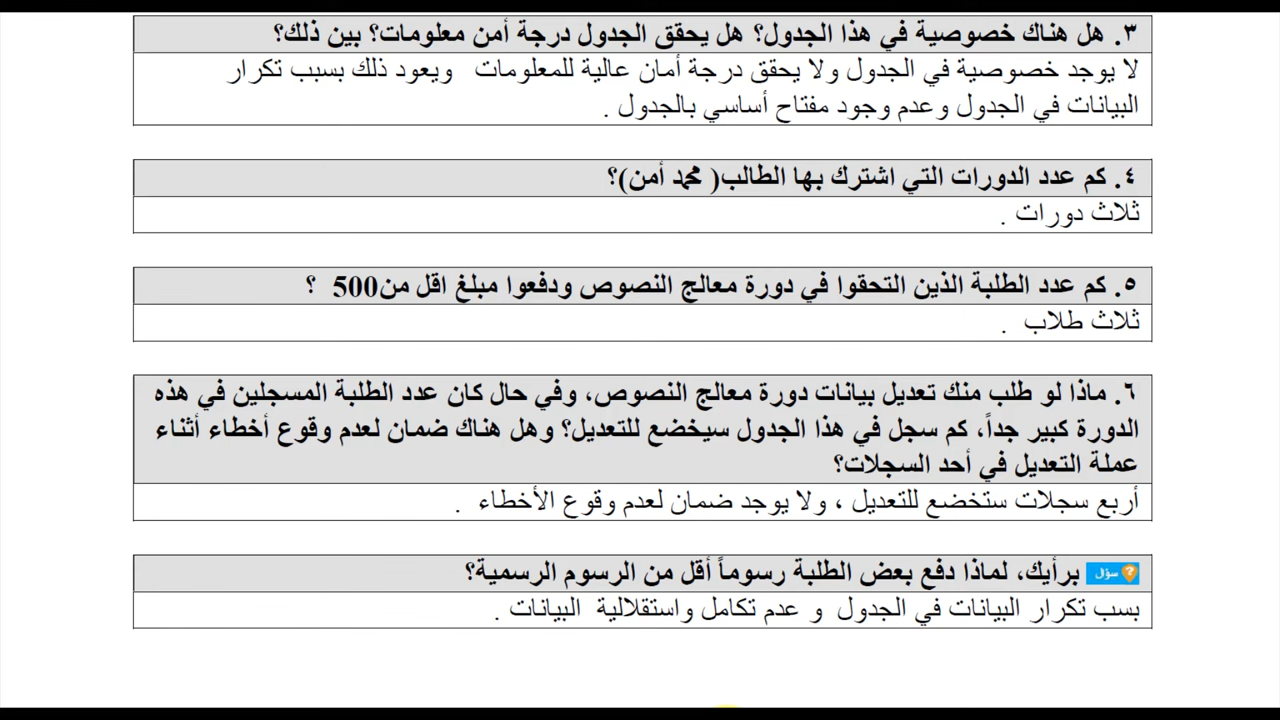 ٣. هل هناك خصوصية في هذا الجدول؟ هل يحقق الجدول درجة أمن معلومات؟ بين ذلك؟
لا يوجد خصوصية في الجدول ولا يحقق درجة أمان عالية للمعلومات ويعود ذلك بسبب تكرار
البيانات في الجدول وعدم وجود مفتاح أساسي بالجدول .
٤. كم عدد الدورات التي اشترك بها الطالب( محمد أمن)؟
ثلاث دورات .
٥. كم عدد الطلبة الذين التحقوا في دورة معالج النصوص ودفعوا مبلغ اقل من500 ؟
ثلاث طلاب .
٦. ماذا لو طلب منك تعديل بيانات دورة معالج النصوص، وفي حال كان عدد الطلبة المسجلين في هذه
الدورة كبير جداً، كم سجل في هذا الجدول سيخضع للتعديل؟ وهل هناك ضمان لعدم وقوع أخطاء أثناء
عملة التعديل في أحد السجلات؟
أربع سجلات ستخضع للتعديل ، ولا يوجد ضمان لعدم وقوع الأخطاء .
سؤال ? برأيك، لماذا دفع بعض الطلبة رسوماً أقل من الرسوم الرسمية؟
بسب تكرار البيانات في الجدول و عدم تكامل واستقلالية البيانات .